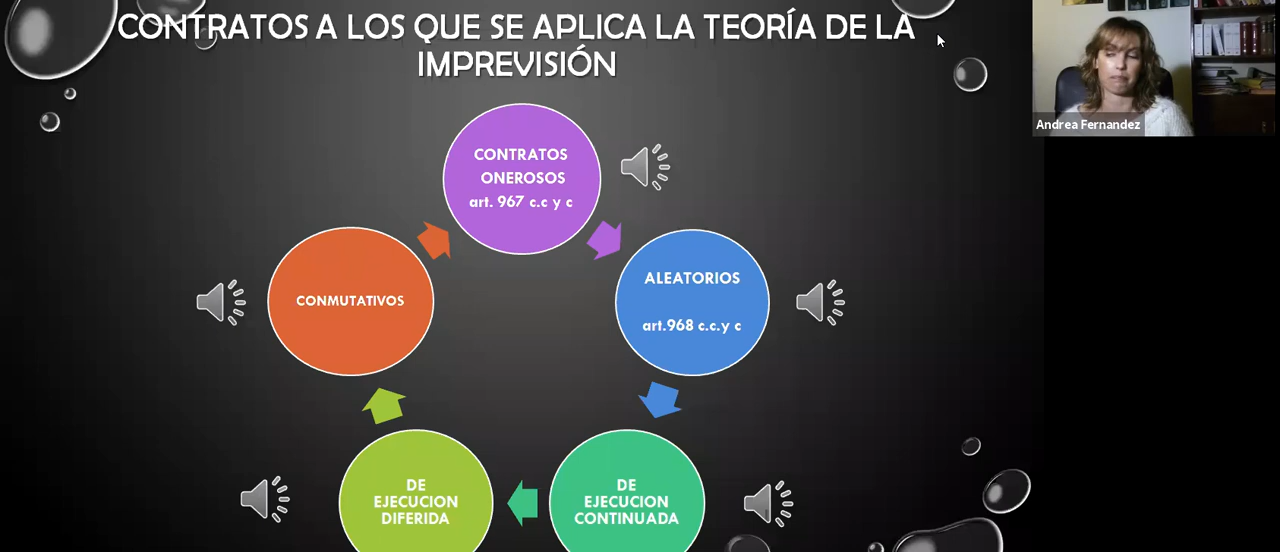 CONTRATOS A LOS QUE SE APLICA LA TEORÍA DE LA
IMPREVISIÓN
Andrea Fernandez
CONTRATOS
ONEROSOS
art. 967 c.c y c
ALEATORIOS
art.968 c.c.y c
CONMUTATIVOS
DE
EJECUCION
DIFERIDA
DE
EJECUCION
CONTINUADA